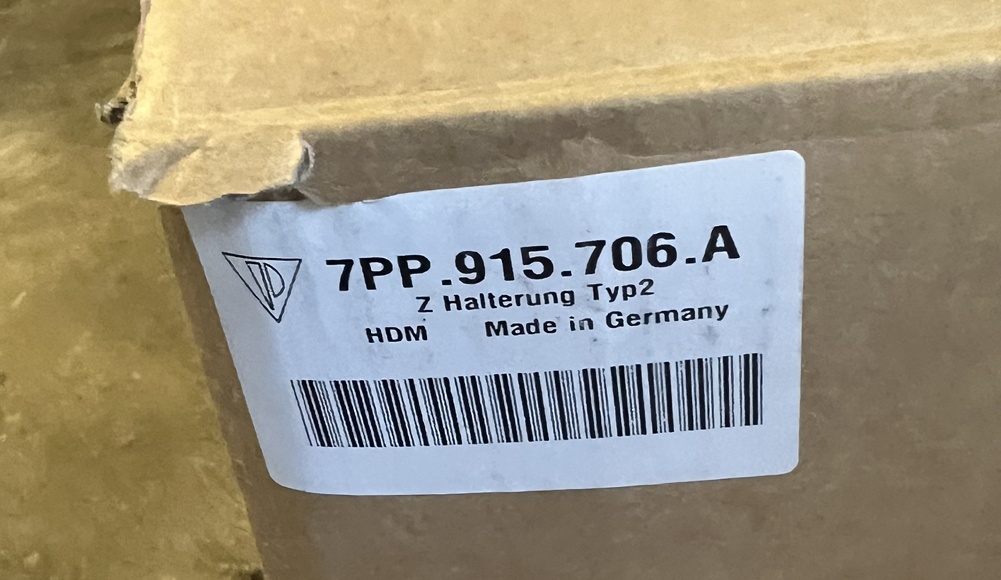 7PP.915.706.A
Z Halterung Typ2
HDM Made in Germany